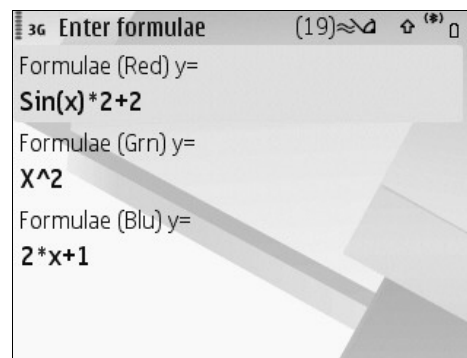 3G Enter formulae (19)
Formulae (Red) y=
Sin(x)*2+2
Formulae (Grn) y=
X^2
Formulae (Blu) y=
2*x+1